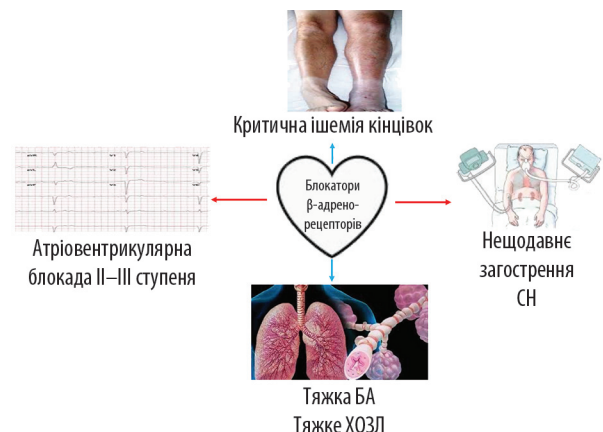 Критична ішемія кінцівок
Блокатори
β-адрено-
рецепторів
Атріовентрикулярна
блокада II–III ступеня
Нещодавнє
загострення
СН
Тяжка БА
Тяжке ХОЗЛ